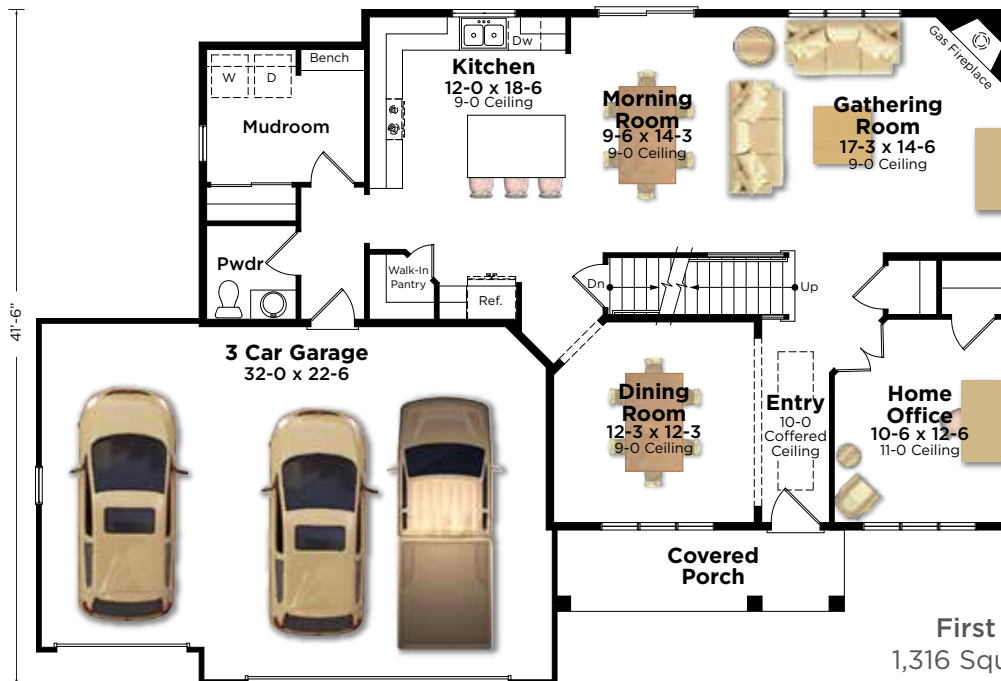 Gas Fireplace
Bench
Dw
W
D
Kitchen
12-0 x 18-6
9-0 Ceiling
Morning
Room
9-6 x 14-3
9-0 Ceiling
Gathering
Room
17-3 x 14-6
9-0 Ceiling
Mudroom
Pwdr
Walk-In
Pantry
Ref.
Dn
Up
41'-6"
3 Car Garage
32-0 x 22-6
Dining
Room
12-3 x 12-3
9-0 Ceiling
Entry
10-0
Coffered
Ceiling
Home
Office
10-6 x 12-6
11-0 Ceiling
Covered
Porch
First
1,316 Squ